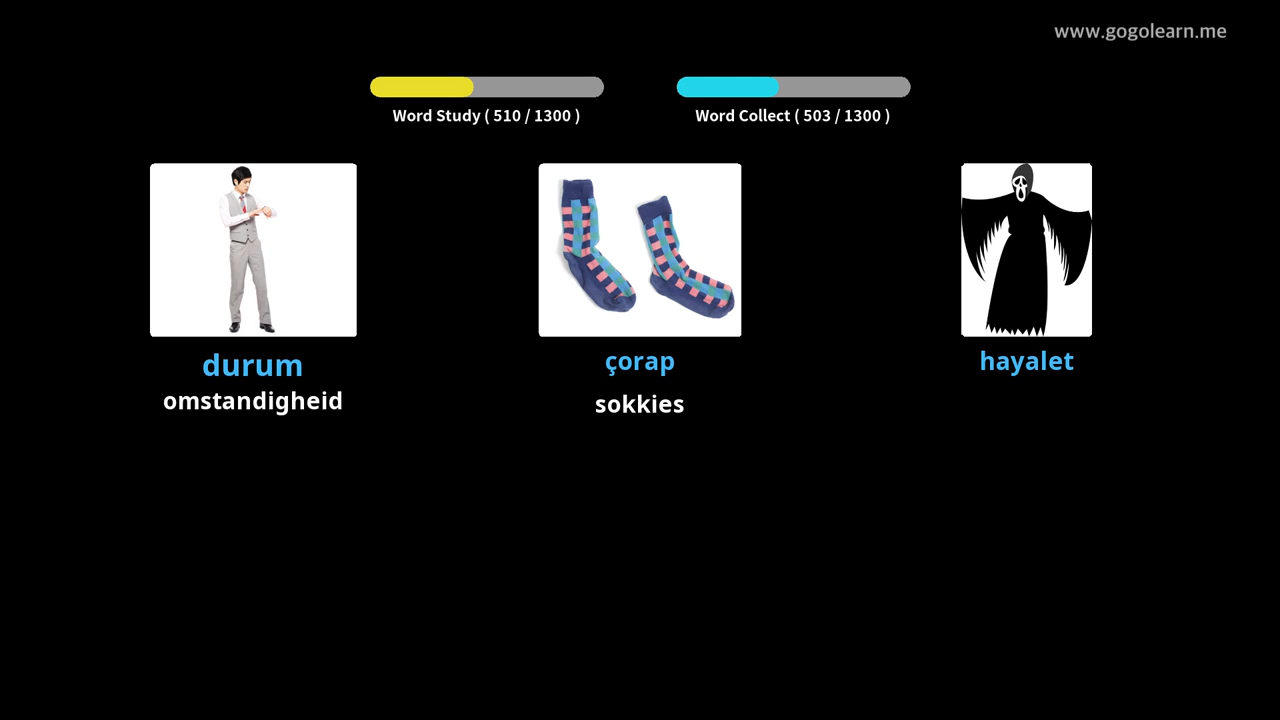 www.gogolearn.me
Word Study ( 510 / 1300 )
Word Collect ( 503 / 1300 )
durum
omstandigheid
çorap
sokkies
hayalet